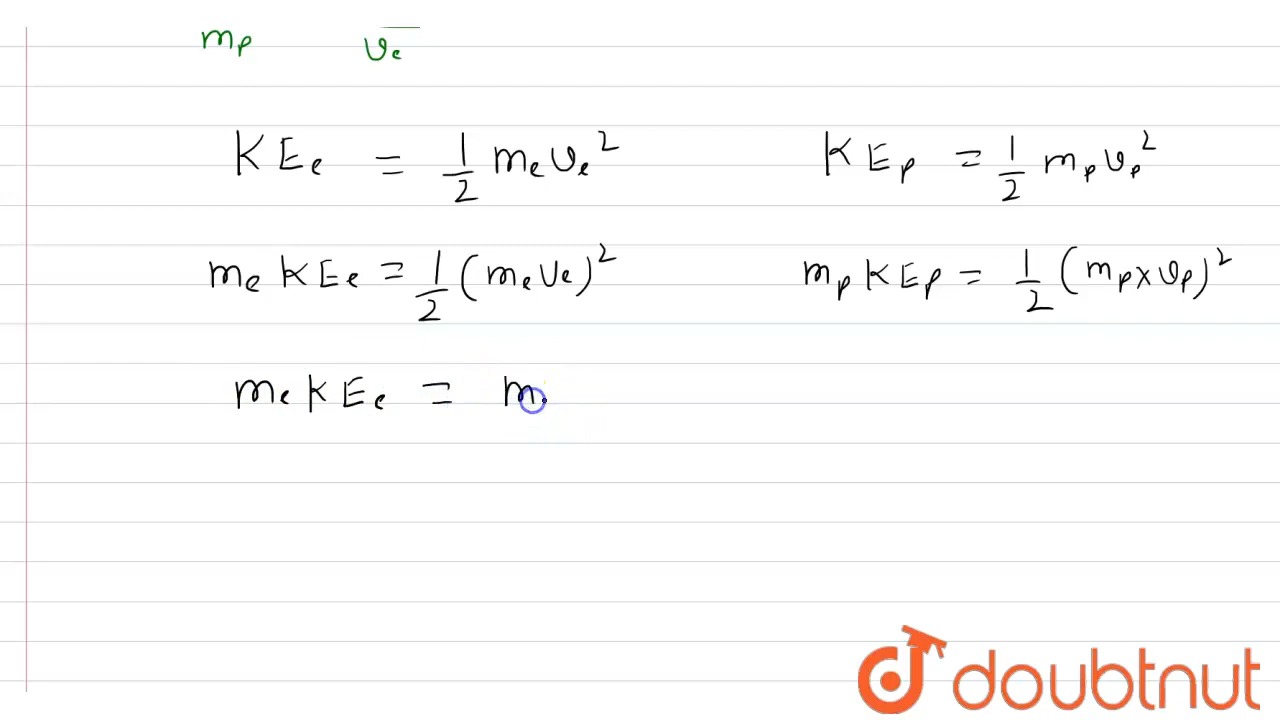 mₚ vₑ
KEₑ = 1/2 mₑvₑ² KEₚ = 1/2 mₚvₚ²
mₑ KEₑ = 1/2 (mₑvₑ)² mₚ KEₚ = 1/2 (mₚ×vₚ)²
mₑ KEₑ = m
doubtnut